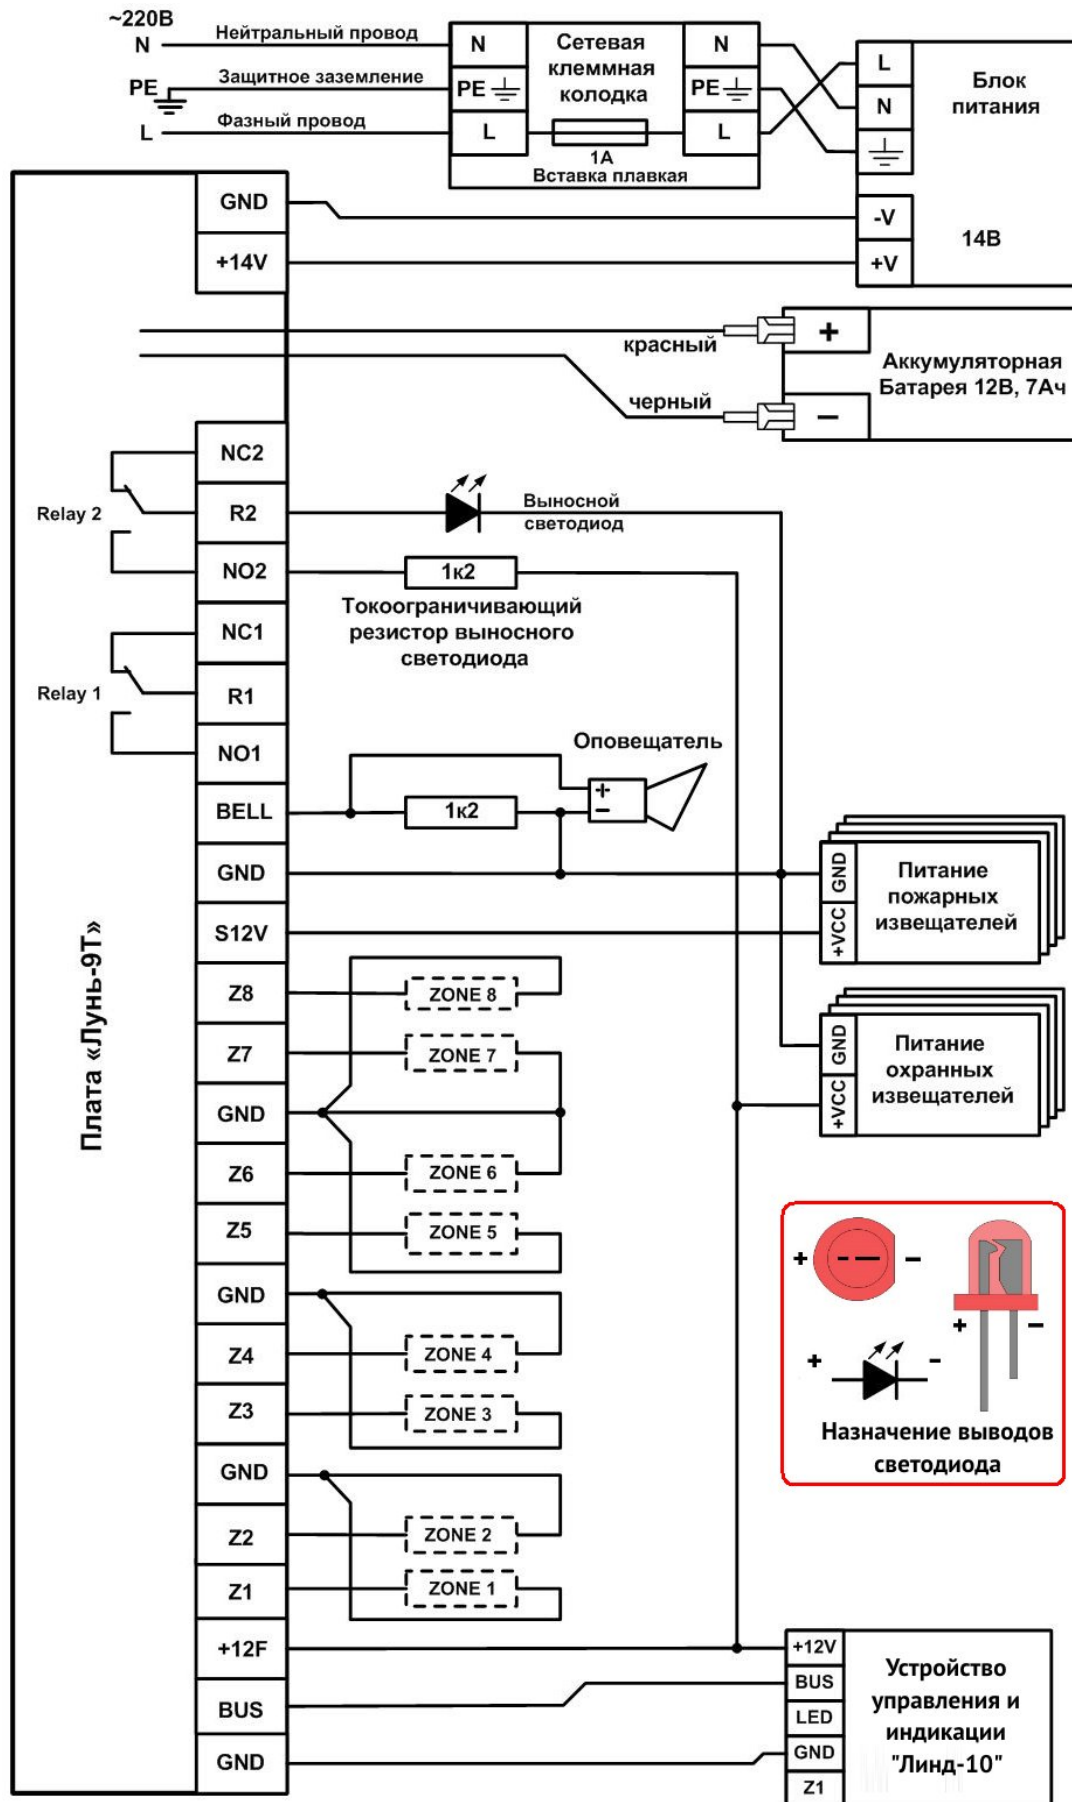 ~220В
N
Нейтральный провод
PE
Защитное заземление
L
Фазный провод
N
PE
L
Сетевая
клеммная
колодка
1А
Вставка плавкая
N
PE
L
L
N
Блок
питания
-V
+V
14В
GND
+14V
красный
+
черный
–
Аккумуляторная
Батарея 12В, 7Ач
Плата «Лунь-9Т»
Relay 2
NC2
R2
NO2
Выносной
светодиод
1к2
Токоограничивающий
резистор выносного
светодиода
Relay 1
NC1
R1
NO1
BELL
GND
S12V
1к2
Оповещатель
+
–
GND
+VCC
Питание
пожарных
извещателей
Z8
ZONE 8
Z7
ZONE 7
GND
Z6
ZONE 6
Z5
ZONE 5
GND
+VCC
Питание
охранных
извещателей
GND
Z4
ZONE 4
Z3
ZONE 3
GND
Z2
ZONE 2
Z1
ZONE 1
+ –
+ –
+ –
Назначение выводов
светодиода
+12F
BUS
GND
+12V
BUS
LED
GND
Z1
Устройство
управления и
индикации
"Линд-10"